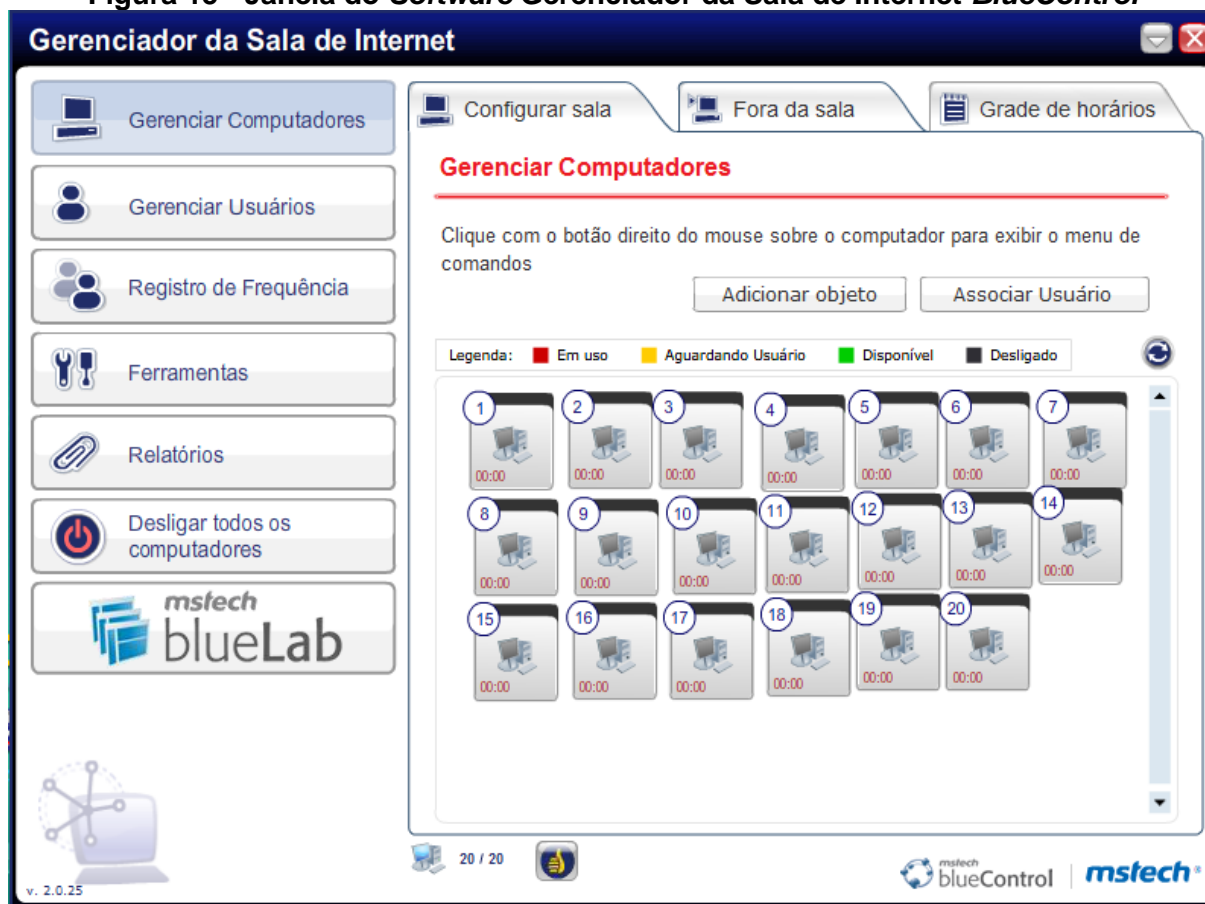 Gerenciador da Sala de Internet
Gerenciar Computadores
Gerenciar Usuários
Registro de Frequência
Ferramentas
Relatórios
Desligar todos os
computadores
mstech
blueLab
v. 2.0.25
Configurar sala
Fora da sala
Grade de horários
Gerenciar Computadores
Clique com o botão direito do mouse sobre o computador para exibir o menu de
comandos
Adicionar objeto
Associar Usuário
Legenda: Em uso Aguardando Usuário Disponível Desligado
1 2 3 4 5 6 7
00:00 00:00 00:00 00:00 00:00 00:00 00:00
8 9 10 11 12 13 14
00:00 00:00 00:00 00:00 00:00 00:00 00:00
15 16 17 18 19 20
00:00 00:00 00:00 00:00 00:00 00:00
20 / 20
mstech
blueControl
mstech